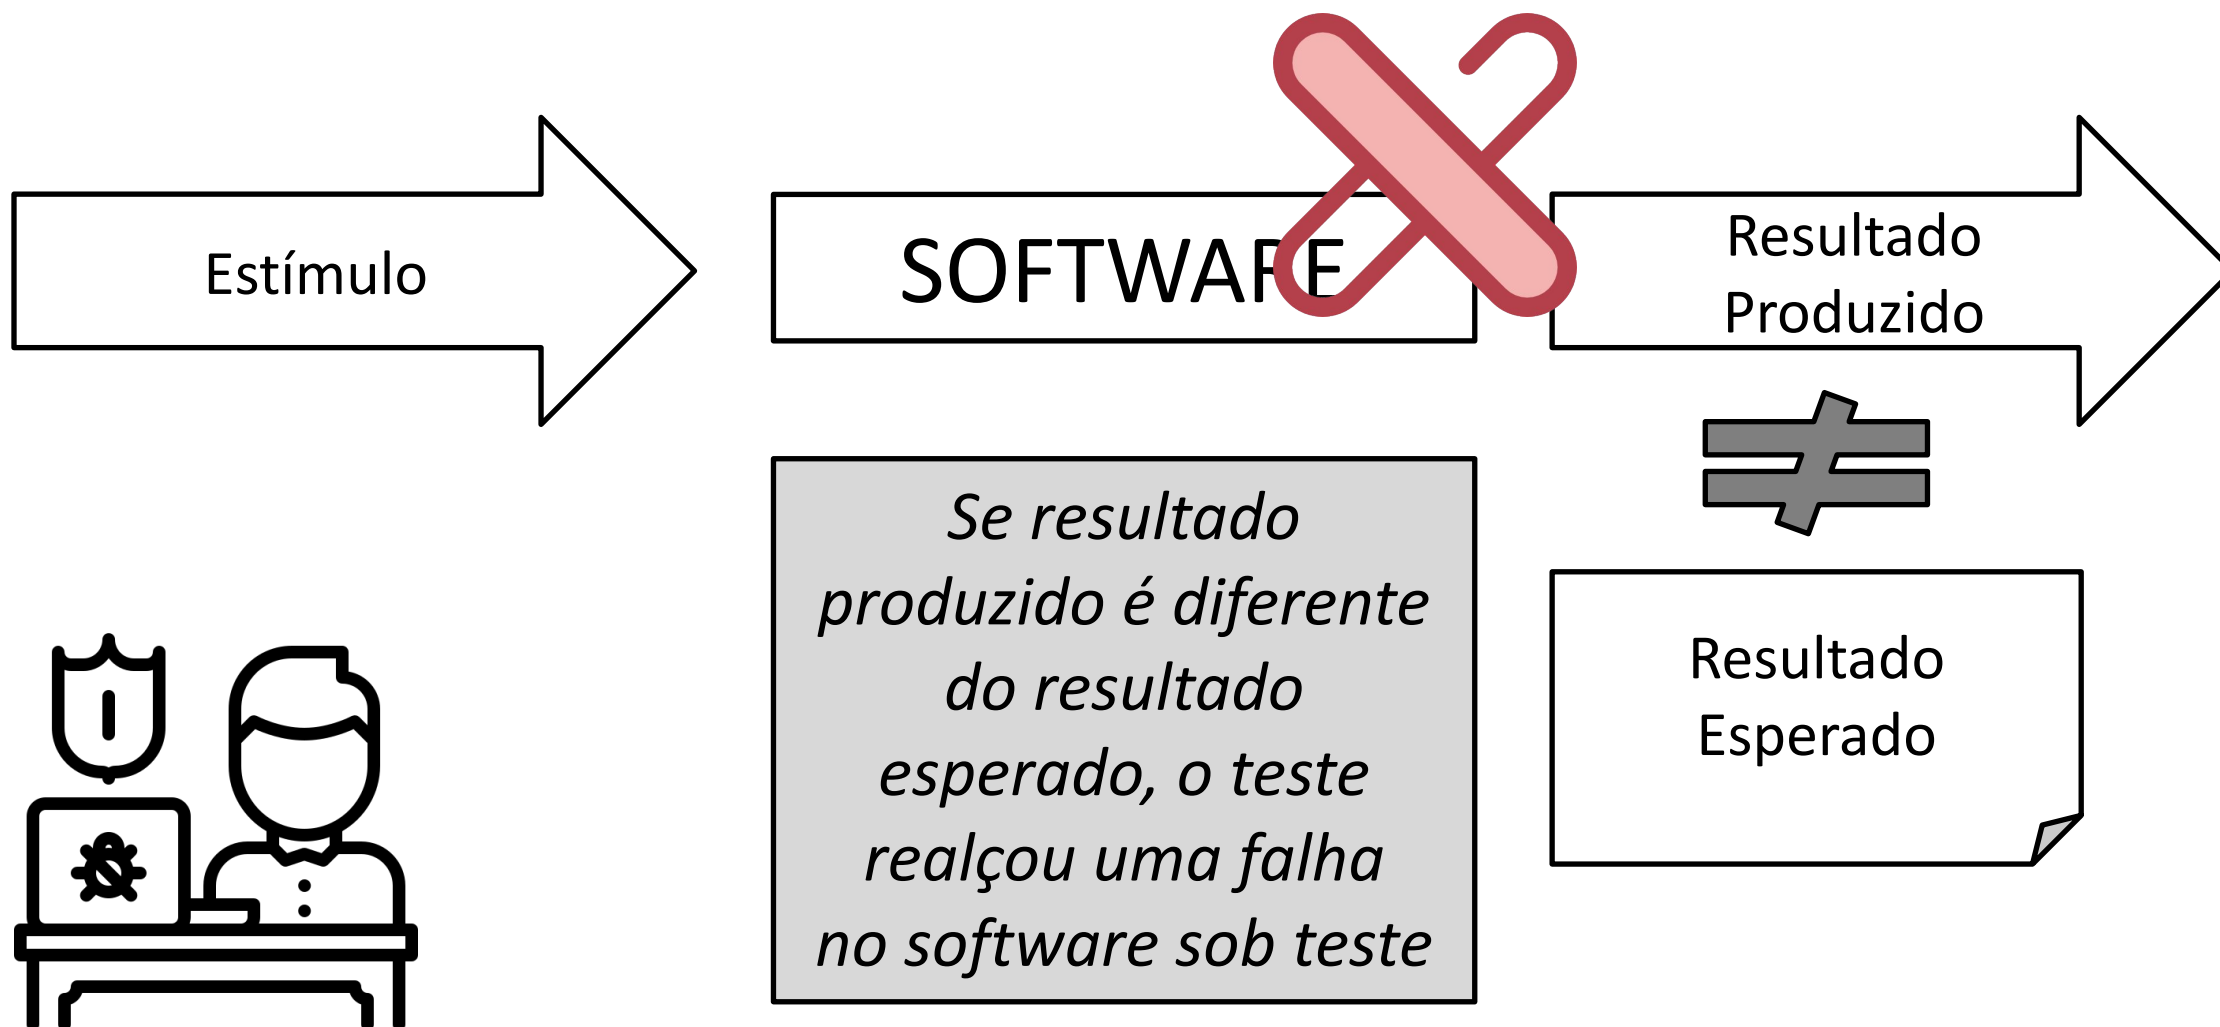 Estímulo
SOFTWARE
Resultado
Produzido
Se resultado
produzido é diferente
do resultado
esperado, o teste
realçou uma falha
no software sob teste
Resultado
Esperado